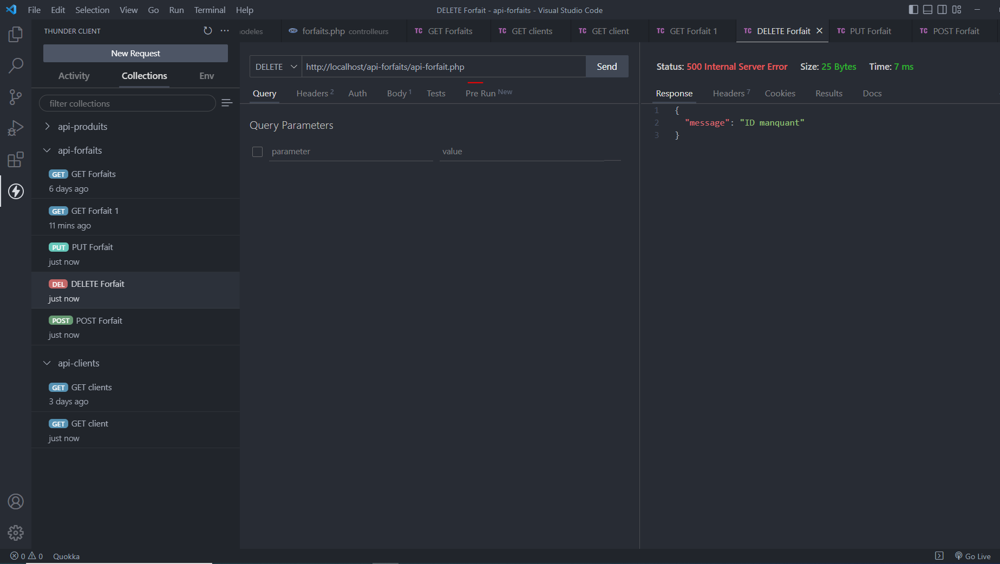 File Edit Selection View Go Run Terminal Help
DELETE Forfait - api-forfaits - Visual Studio Code
THUNDER CLIENT
New Request
Activity Collections Env
filter collections
api-produits
api-forfaits
GET GET Forfaits
6 days ago
GET GET Forfait 1
11 mins ago
PUT PUT Forfait
just now
DEL DELETE Forfait
just now
POST POST Forfait
just now
api-clients
GET GET clients
3 days ago
GET GET client
just now
odeles forfaits.php controlleurs TC GET Forfaits TC GET clients TC GET client TC GET Forfait 1 TC DELETE Forfait TC PUT Forfait TC POST Forfait
DELETE http://localhost/api-forfaits/api-forfait.php Send
Query Headers 2 Auth Body 1 Tests Pre Run New
Query Parameters
parameter value
Status: 500 Internal Server Error Size: 25 Bytes Time: 7 ms
Response Headers 7 Cookies Results Docs
1 {
2 "message": "ID manquant"
3 }
0 0 Quokka
Go Live